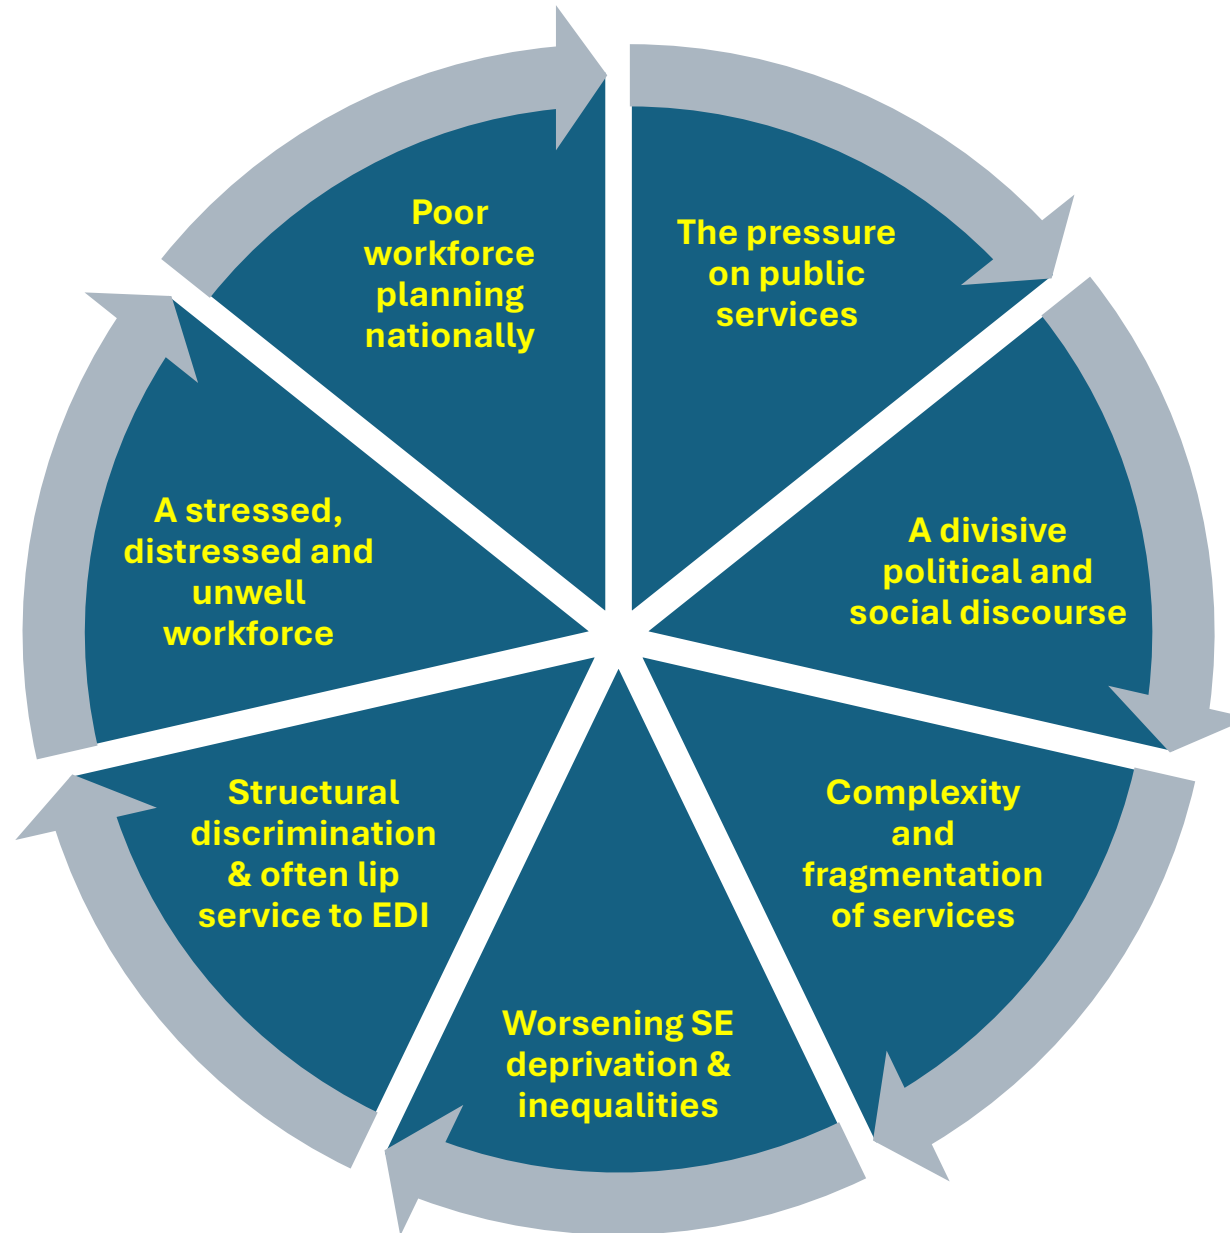 The pressure
on public
services
A divisive
political and
social discourse
Complexity
and
fragmentation
of services
Worsening SE
deprivation &
inequalities
Structural
discrimination
& often lip
service to EDI
A stressed,
distressed and
unwell
workforce
Poor
workforce
planning
nationally